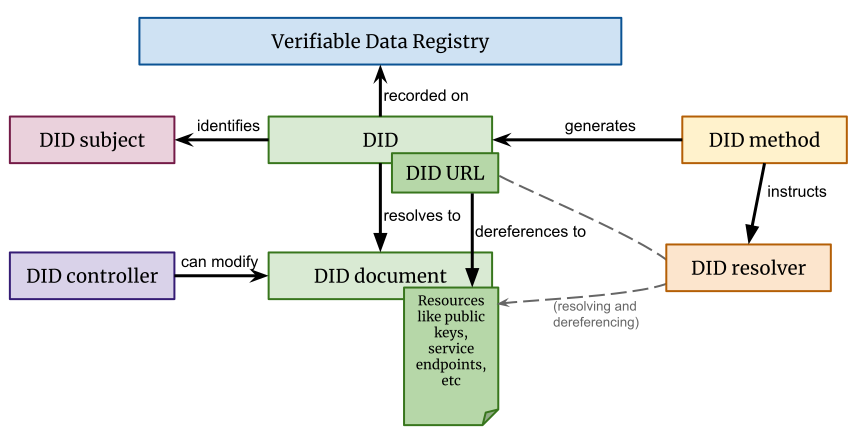 Verifiable Data Registry
recorded on
DID subject
identifies
DID
generates
DID method
DID URL
instructs
resolves to
dereferences to
DID controller
can modify
DID document
DID resolver
Resources
like public
keys,
service
endpoints,
etc
(resolving and
dereferencing)